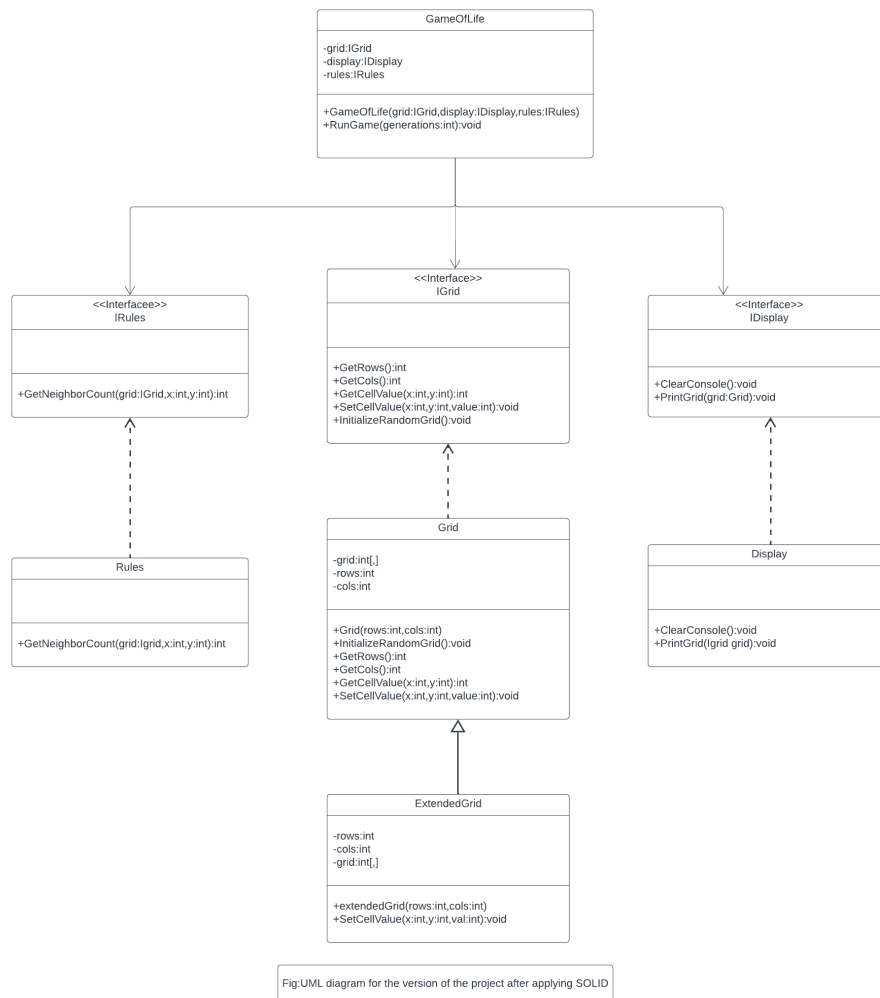 GameOfLife
-grid:IGrid
-display:IDisplay
-rules:IRules
+GameOfLife(grid:IGrid,display:IDisplay,rules:IRules)
+RunGame(generations:int):void
<<Interfacee>>
IRules
+GetNeighborCount(grid:IGrid,x:int,y:int):int
<<Interface>>
IGrid
+GetRows():int
+GetCols():int
+GetCellValue(x:int,y:int):int
+SetCellValue(x:int,y:int,value:int):void
+InitializeRandomGrid():void
<<Interface>>
IDisplay
+ClearConsole():void
+PrintGrid(grid:Grid):void
Rules
+GetNeighborCount(grid:Igrid,x:int,y:int):int
Grid
-grid:int[,]
-rows:int
-cols:int
+Grid(rows:int,cols:int)
+InitializeRandomGrid():void
+GetRows():int
+GetCols():int
+GetCellValue(x:int,y:int):int
+SetCellValue(x:int,y:int,value:int):void
Display
+ClearConsole():void
+PrintGrid(Igrid grid):void
ExtendedGrid
-rows:int
-cols:int
-grid:int[,]
+extendedGrid(rows:int,cols:int)
+SetCellValue(x:int,y:int,val:int):void
Fig:UML diagram for the version of the project after applying SOLID